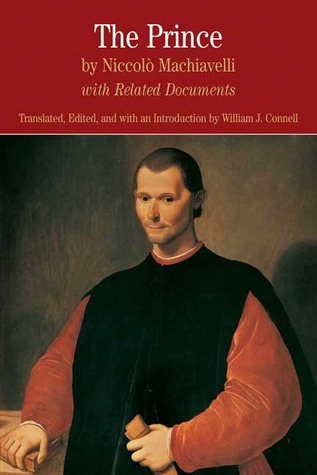 The Prince
by Niccolò Machiavelli
with Related Documents
Translated, Edited, and with an Introduction by William J. Connell